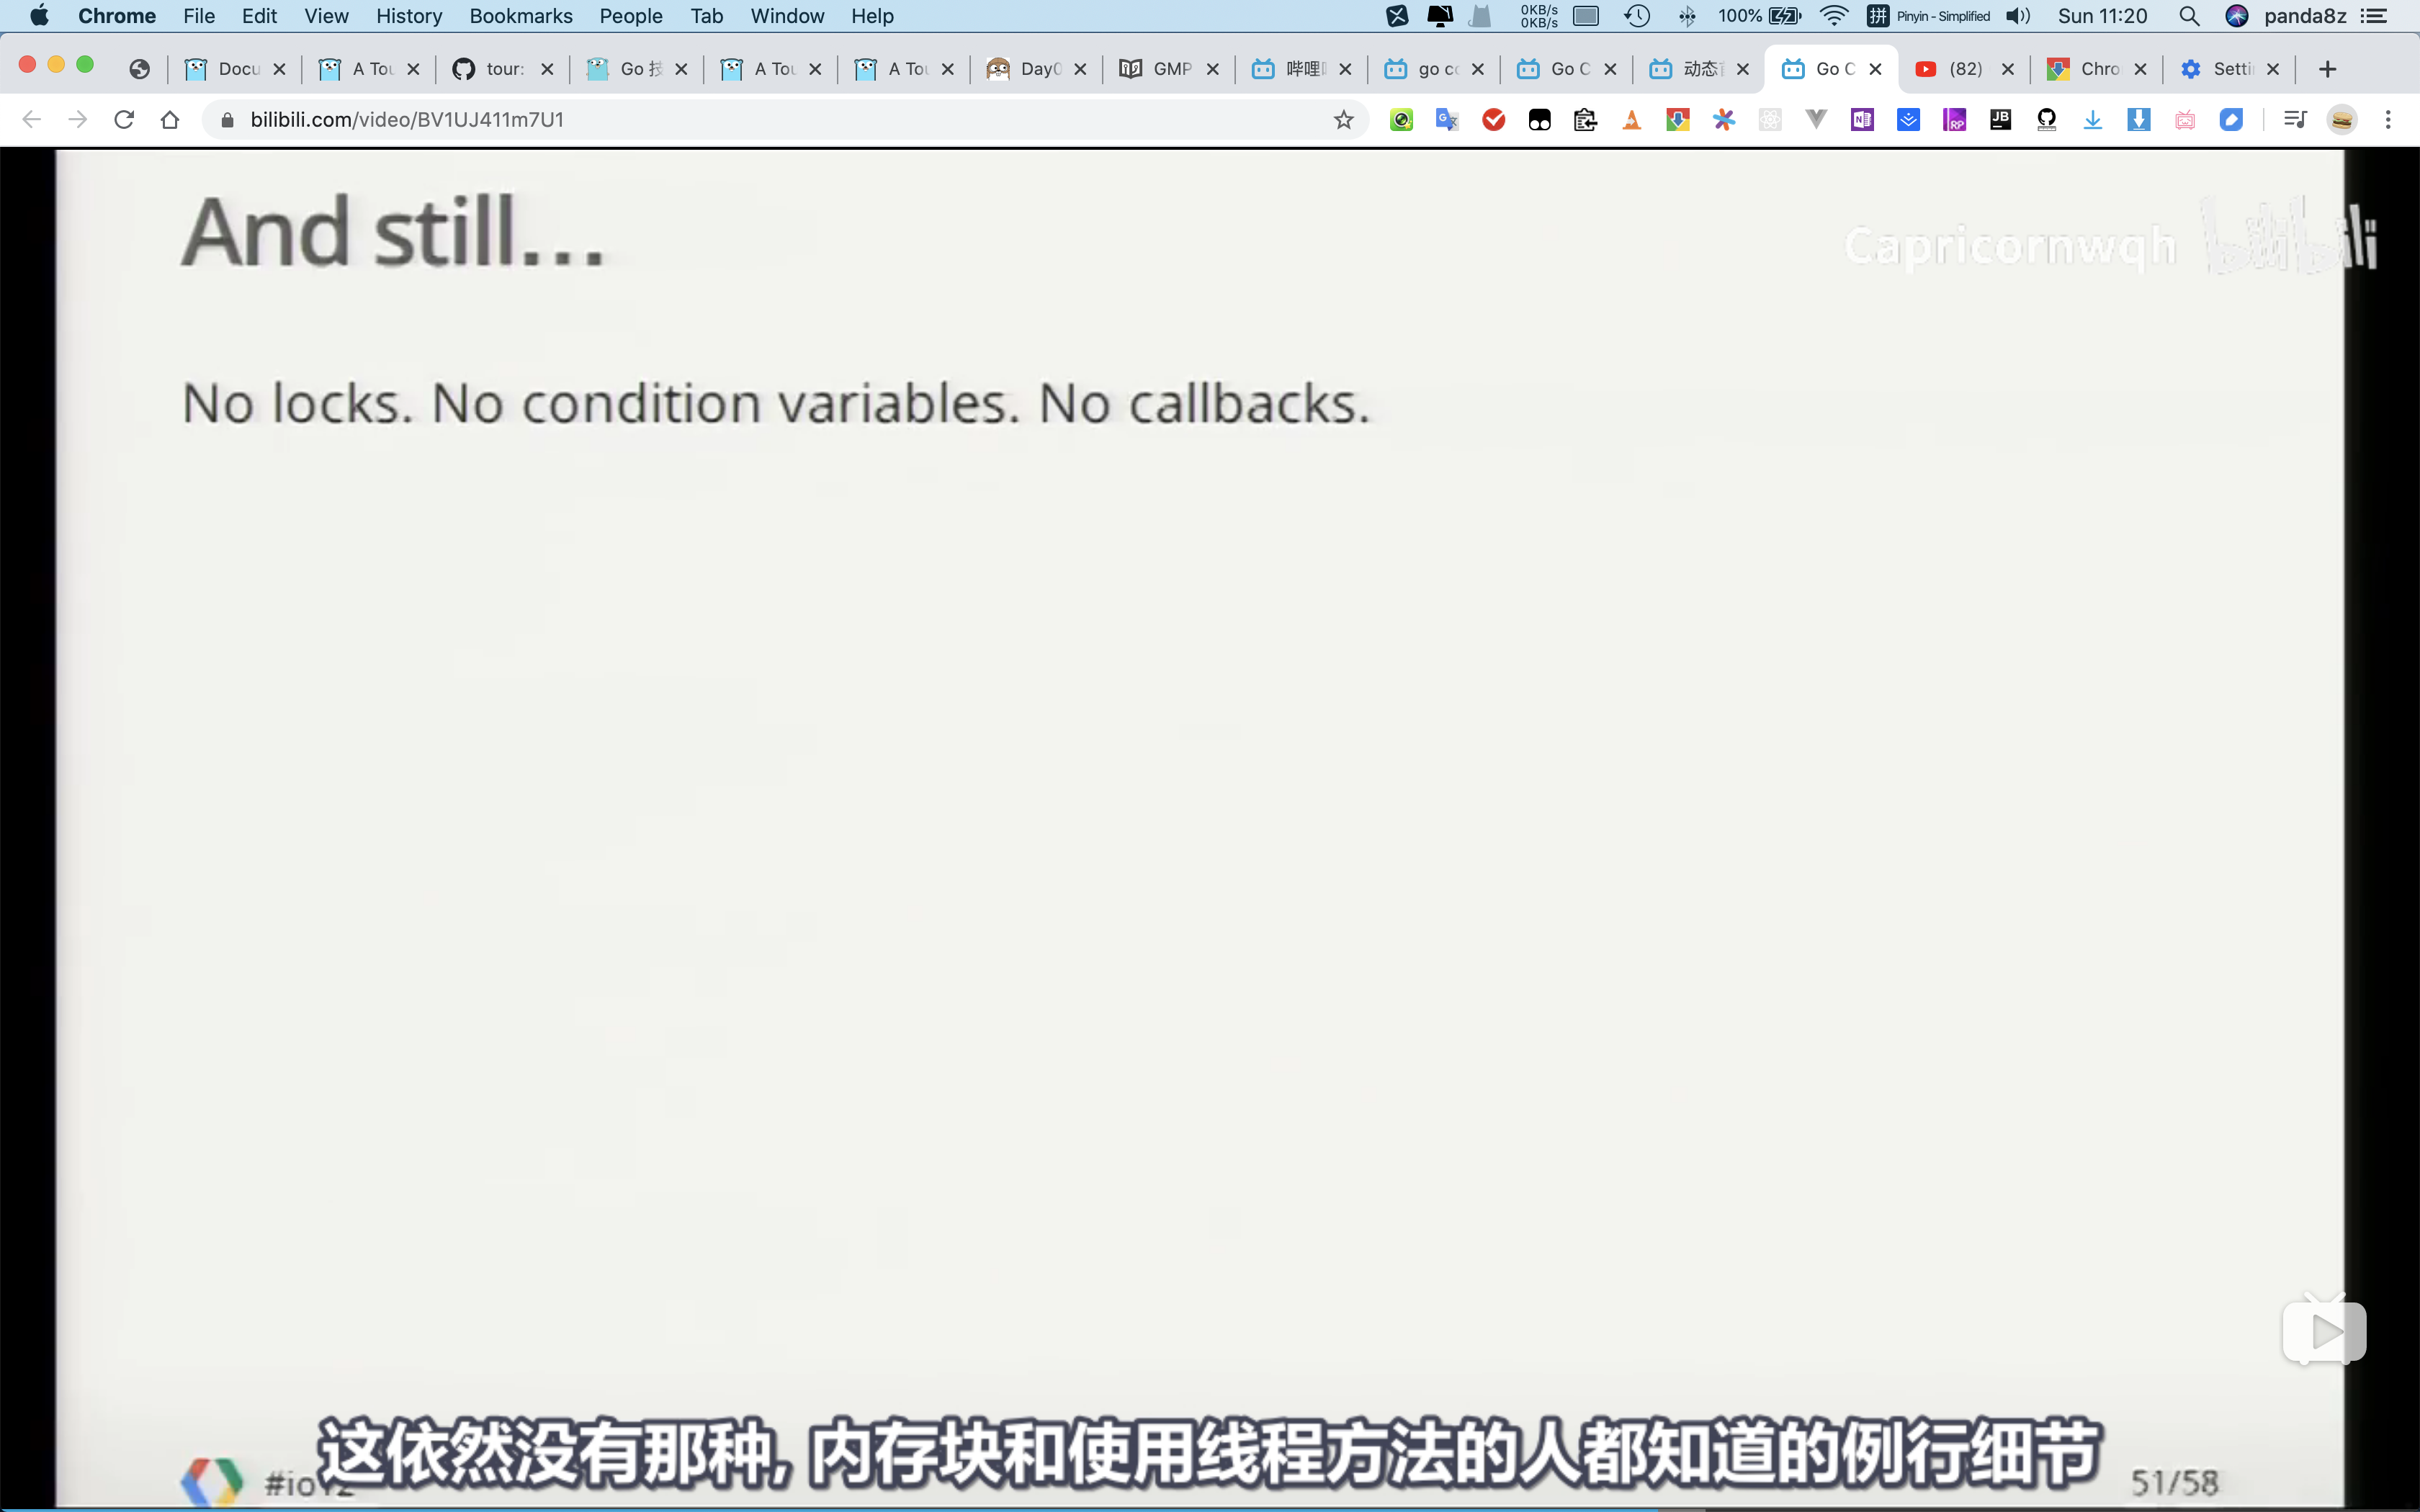 Chrome File Edit View History Bookmarks People Tab Window Help 0KB/s 0KB/s 100% 拼 Pinyin - Simplified Sun 11:20 panda8z
Docu A Tou tour: Go 技 A Tou A Tou Day0 GMP 哔哩 go co Go C 动态 Go C (82) Chro Setti
bilibili.com/video/BV1UJ411m7U1
And still...
Capricornwqh bilibili
No locks. No condition variables. No callbacks.
这依然没有那种, 内存块和使用线程方法的人都知道的例行细节
#io12
51/58